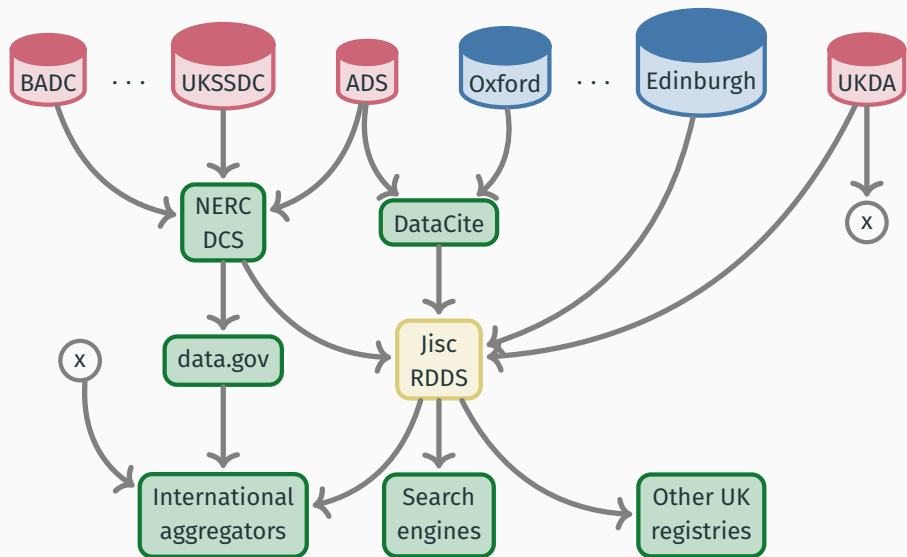 BADC
. . .
UKSSDC
ADS
Oxford
. . .
Edinburgh
UKDA
NERC
DCS
DataCite
x
Jisc
RDDS
data.gov
x
International
aggregators
Search
engines
Other UK
registries